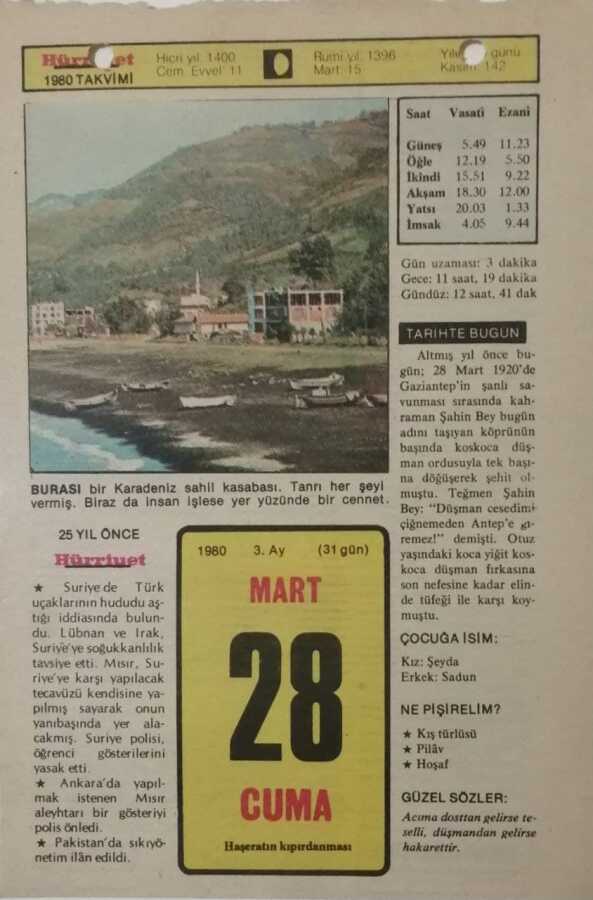 Hürriyet
1980 TAKVİMİ
Hicri yıl. 1400
Cem. Evvel 11
Rumi yıl. 1396
Mart. 15
günü
142
Saat Vasati Ezani
Güneş 5.49 11.23
Öğle 12.19 5.50
İkindi 15.51 9.22
Akşam 18.30 12.00
Yatsı 20.03 1.33
İmsak 4.05 9.44
Gün uzaması: 3 dakika
Gece: 11 saat, 19 dakika
Gündüz: 12 saat, 41 dak
BURASI bir Karadeniz sahil kasabası. Tanrı her şeyi
vermiş. Biraz da insan işlese yer yüzünde bir cennet.
TARİHTE BUGÜN
Altmış yıl önce bu-
gün; 28 Mart 1920'de
Gaziantep'in şanlı sa-
vunması sırasında kah-
raman Şahin Bey bugün
adını taşıyan köprünün
başında koskoca düş-
man ordusuyla tek başı-
na döğüşerek şehit ol-
muştu. Teğmen Şahin
Bey: "Düşman cesedimi
çiğnemeden Antep'e gi-
remez!" demişti. Otuz
yaşındaki koca yiğit kos-
koca düşman fırkasına
son nefesine kadar elin-
de tüfeği ile karşı koy-
muştu.
25 YIL ÖNCE
Hürriyet
★ Suriye de Türk
uçaklarının hududu aş-
tığı iddiasında bulun-
du. Lübnan ve Irak,
Suriye'ye soğukkanlılık
tavsiye etti. Mısır, Su-
riye'ye karşı yapılacak
tecavüzü kendisine ya-
pılmış sayarak onun
yanıbaşında yer ala-
cakmış. Suriye polisi,
öğrenci gösterilerini
yasak etti.
★ Ankara'da yapıl-
mak istenen Mısır
aleyhtarı bir gösteriyi
polis önledi.
★ Pakistan'da sıkıyö-
netim ilân edildi.
1980 3. Ay (31 gün)
MART
28
CUMA
Haşeratın kıpırdanması
ÇOCUĞA İSİM:
Kız: Şeyda
Erkek: Sadun
NE PİŞİRELİM?
★ Kış türlüsü
★ Pilâv
★ Hoşaf
GÜZEL SÖZLER:
Acıma dosttan gelirse te-
selli, düşmandan gelirse
hakarettir.